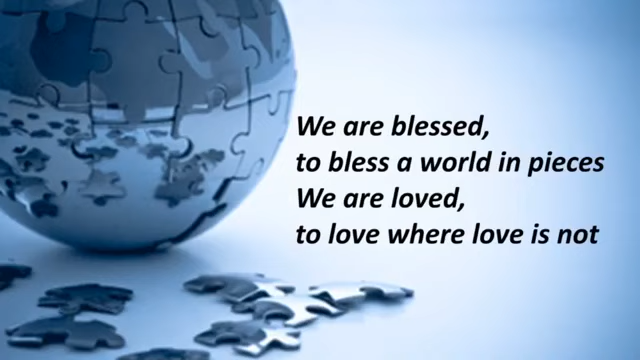 We are blessed,
to bless a world in pieces
We are loved,
to love where love is not